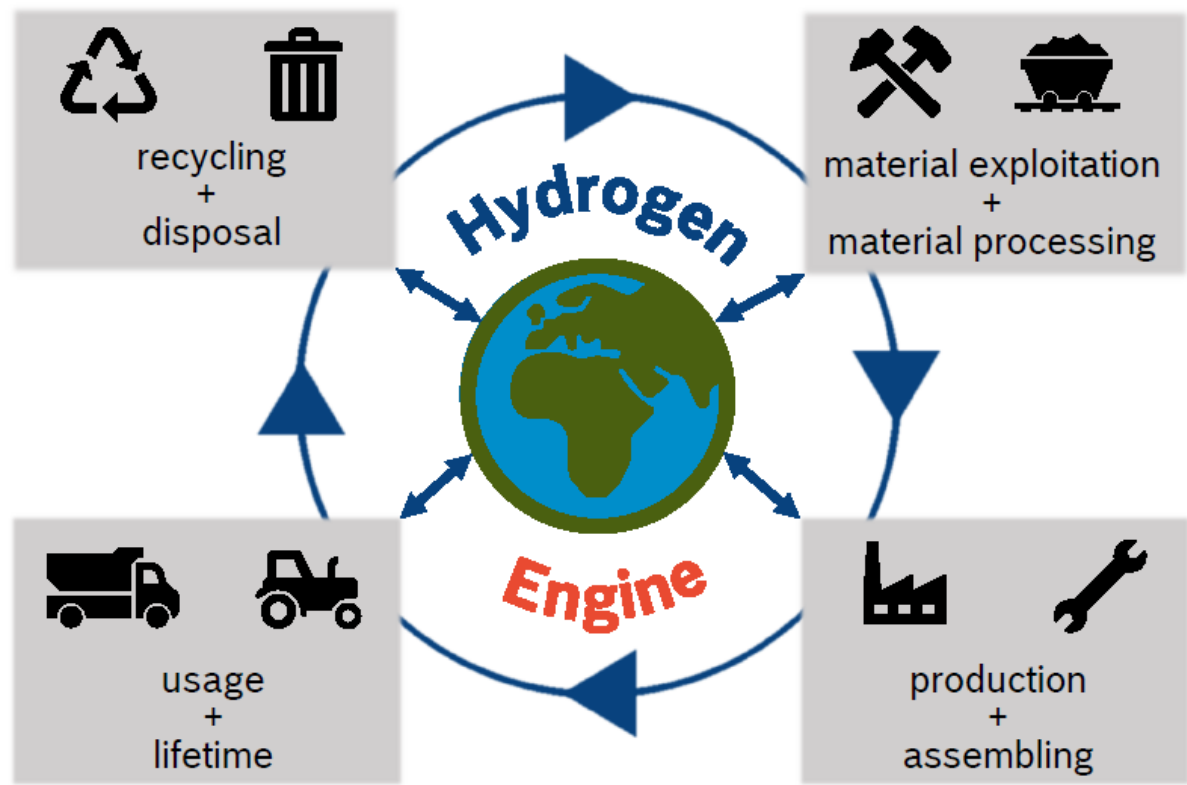 recycling
+
disposal
material exploitation
+
material processing
Hydrogen
Engine
usage
+
lifetime
production
+
assembling